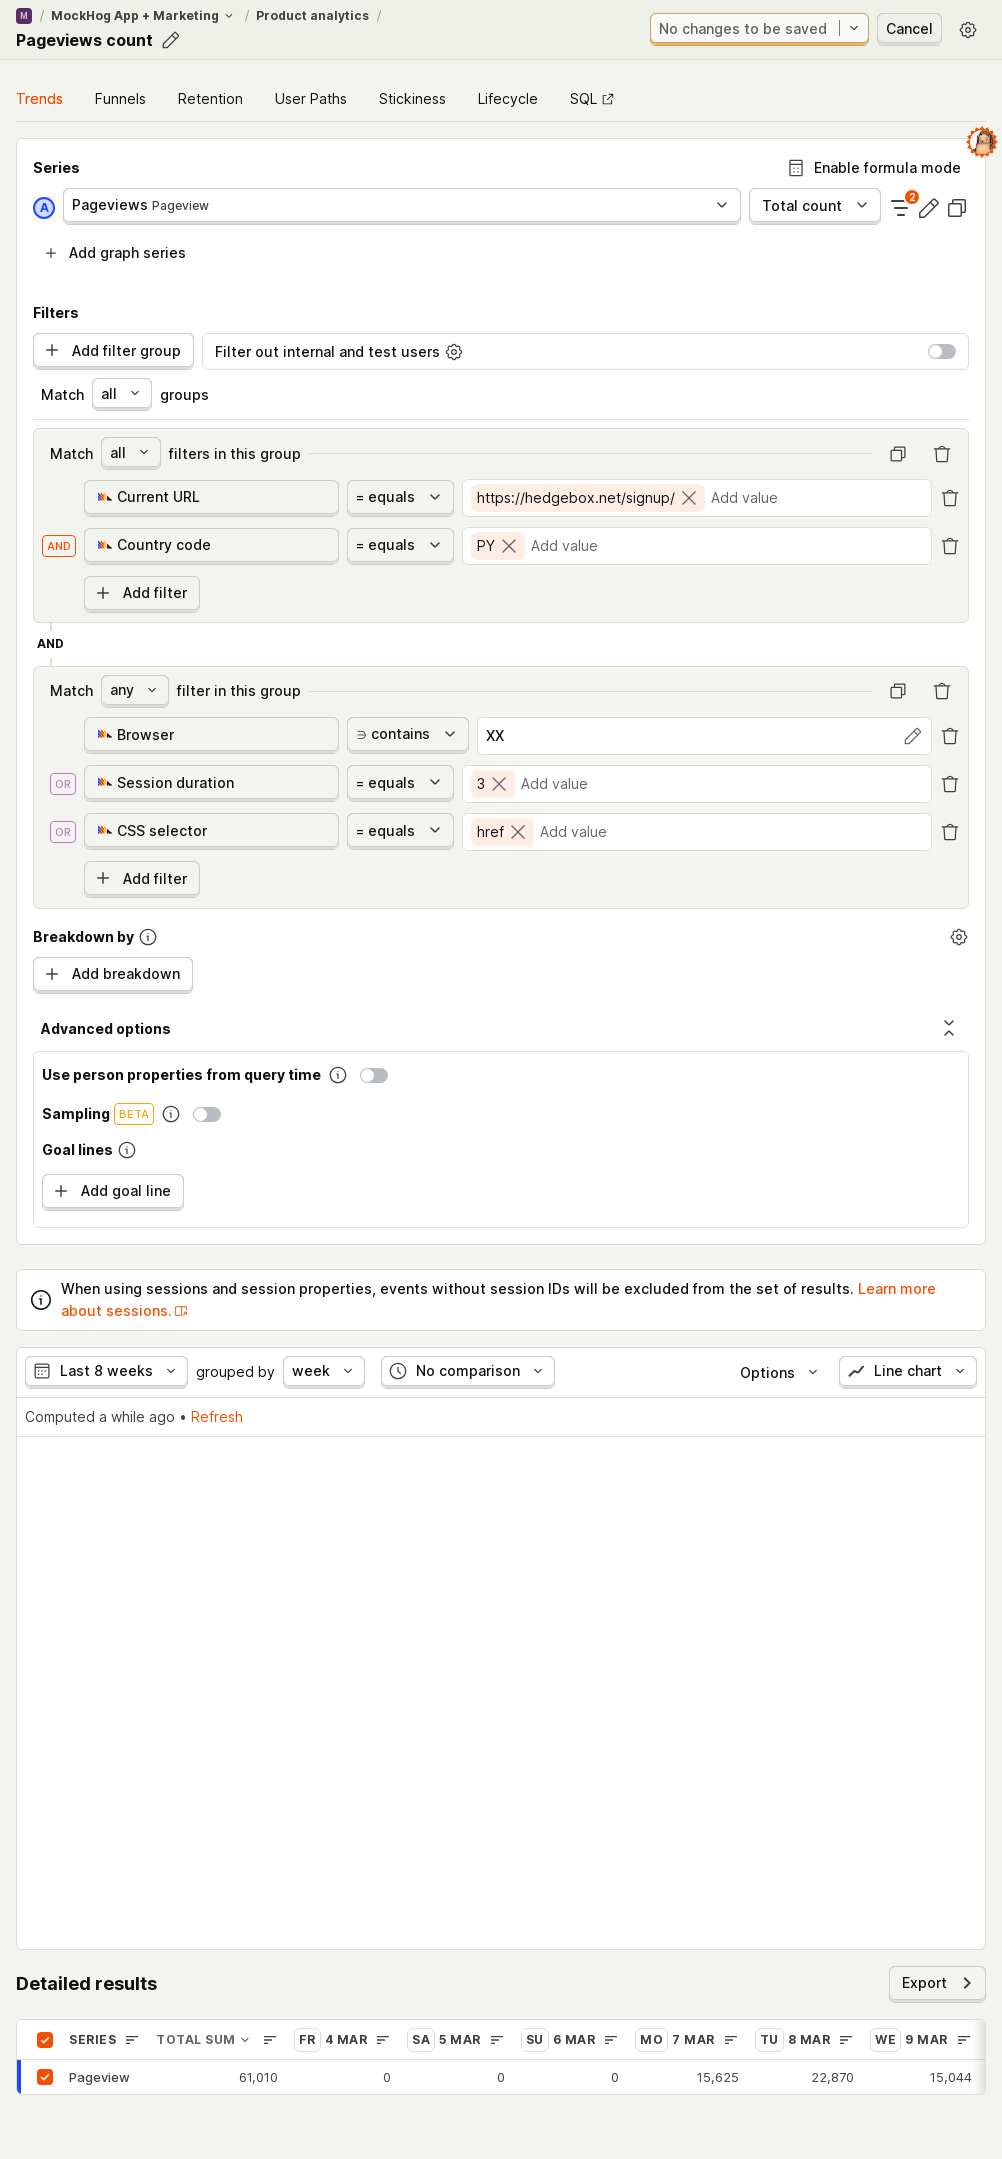 M / MockHog App + Marketing / Product analytics /
Pageviews count
No changes to be saved
Cancel
Trends Funnels Retention User Paths Stickiness Lifecycle SQL
Series
Enable formula mode
A Pageviews Pageview Total count 2
Add graph series
Filters
Add filter group
Filter out internal and test users
Match all groups
Match all filters in this group
Current URL = equals https://hedgebox.net/signup/ Add value
AND Country code = equals PY Add value
Add filter
AND
Match any filter in this group
Browser ∋ contains XX
OR Session duration = equals 3 Add value
OR CSS selector = equals href Add value
Add filter
Breakdown by
Add breakdown
Advanced options
Use person properties from query time
Sampling BETA
Goal lines
Add goal line
When using sessions and session properties, events without session IDs will be excluded from the set of results. Learn more
about sessions.
Last 8 weeks grouped by week No comparison Options Line chart
Computed a while ago • Refresh
Detailed results
Export
SERIES TOTAL SUM FR 4 MAR SA 5 MAR SU 6 MAR MO 7 MAR TU 8 MAR WE 9 MAR
Pageview 61,010 0 0 0 15,625 22,870 15,044